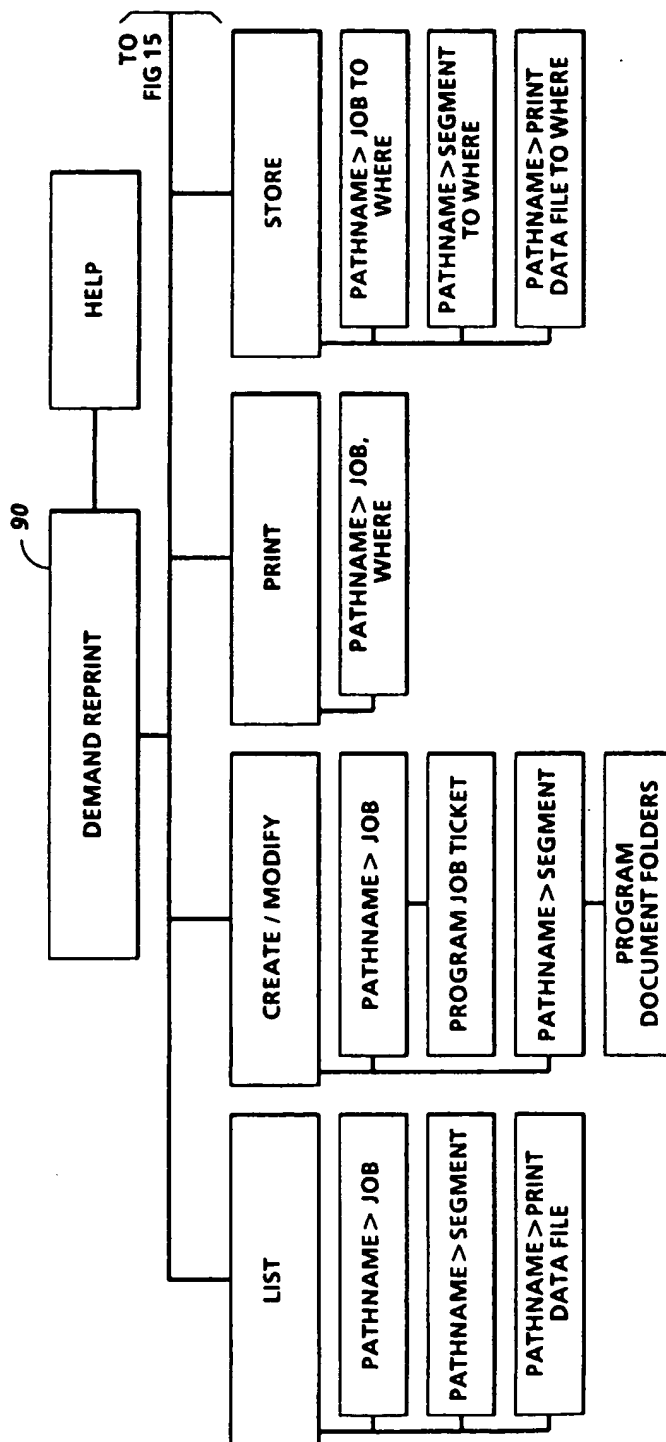 90
DEMAND REPRINT
HELP
TO
FIG 15
LIST
PATHNAME > JOB
PATHNAME > SEGMENT
PATHNAME > PRINT
DATA FILE
CREATE / MODIFY
PATHNAME > JOB
PROGRAM JOB TICKET
PATHNAME > SEGMENT
PROGRAM
DOCUMENT FOLDERS
PRINT
PATHNAME > JOB,
WHERE
STORE
PATHNAME > JOB TO
WHERE
PATHNAME > SEGMENT
TO WHERE
PATHNAME > PRINT
DATA FILE TO WHERE